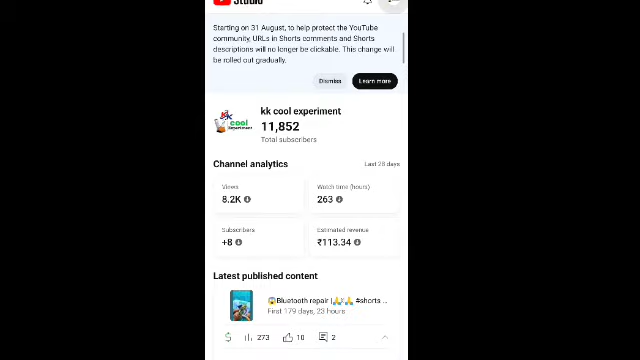 Studio
Starting on 31 August, to help protect the YouTube
community, URLs in Shorts comments and Shorts
descriptions will no longer be clickable. This change will
be rolled out gradually.
Dismiss
Learn more
kk cool experiment
11,852
Total subscribers
Channel analytics
Last 28 days
Views
8.2K
Watch time (hours)
263
Subscribers
+8
Estimated revenue
₹113.34
Latest published content
😱Bluetooth repair !🙏🙏 #shorts ...
First 179 days, 23 hours
273
10
2